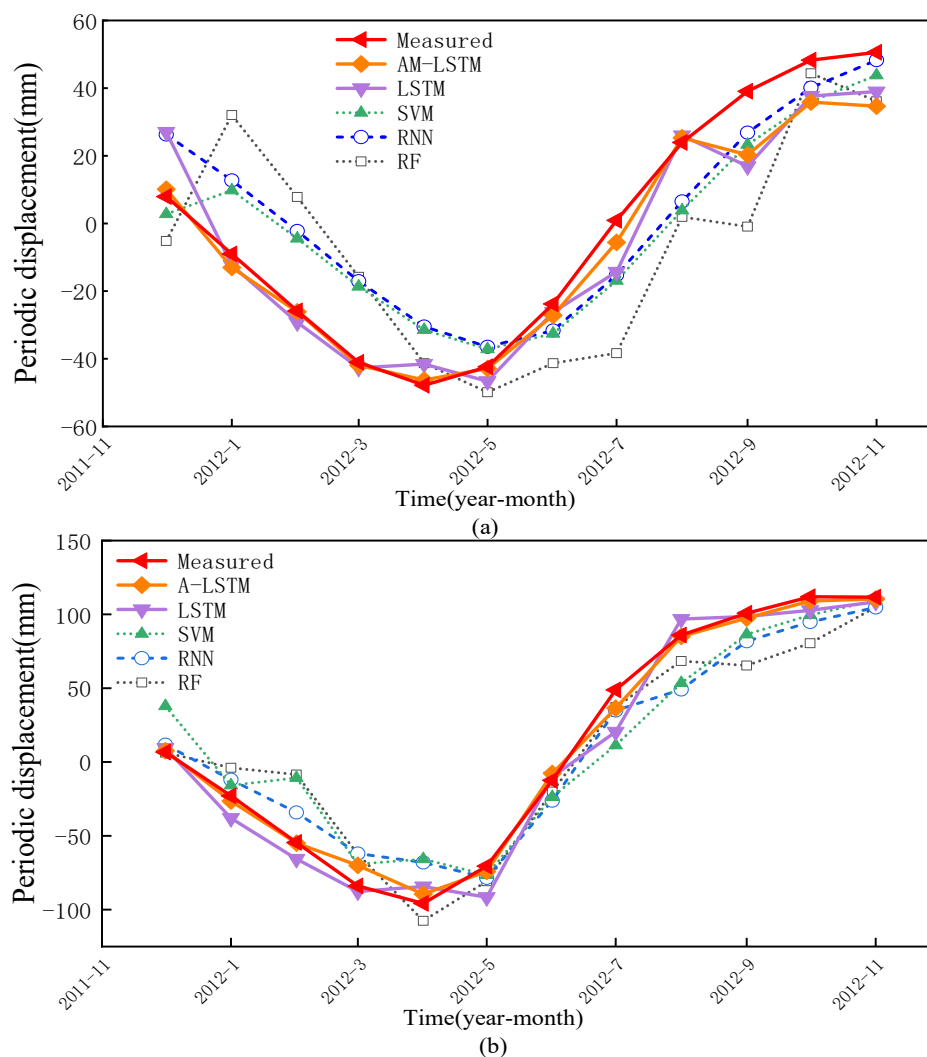 60
40
20
0
-20
-40
-60
Periodic displacement(mm)
Measured
AM-LSTM
LSTM
SVM
RNN
RF
2011-11
2012-1
2012-3
2012-5
2012-7
2012-9
2012-11
Time(year-month)
(a)
150
100
50
0
-50
-100
Periodic displacement(mm)
Measured
A-LSTM
LSTM
SVM
RNN
RF
2011-11
2012-1
2012-3
2012-5
2012-7
2012-9
2012-11
Time(year-month)
(b)